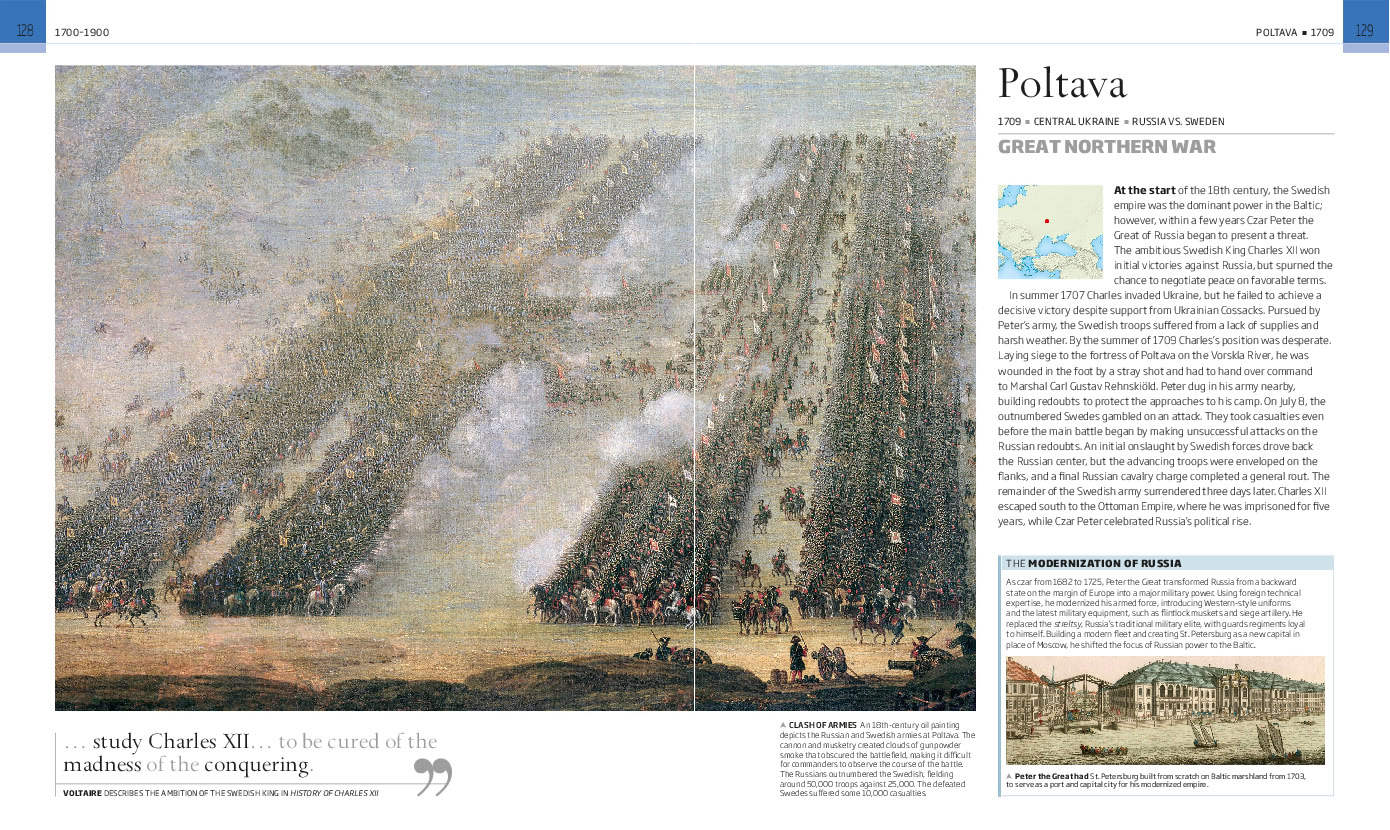 128
1700–1900
POLTAVA ▪ 1709
129
Poltava
1709 ▪ CENTRAL UKRAINE ▪ RUSSIA VS. SWEDEN
GREAT NORTHERN WAR
At the start of the 18th century, the Swedish
empire was the dominant power in the Baltic;
however, within a few years Czar Peter the
Great of Russia began to present a threat.
The ambitious Swedish King Charles XII won
initial victories against Russia, but spurned the
chance to negotiate peace on favorable terms.
In summer 1707 Charles invaded Ukraine, but he failed to achieve a
decisive victory despite support from Ukrainian Cossacks. Pursued by
Peter's army, the Swedish troops suffered from a lack of supplies and
harsh weather. By the summer of 1709 Charles's position was desperate.
Laying siege to the fortress of Poltava on the Vorskla River, he was
wounded in the foot by a stray shot and had to hand over command
to Marshal Carl Gustav Rehnskiöld. Peter dug in his army nearby,
building redoubts to protect the approaches to his camp. On July 8, the
outnumbered Swedes gambled on an attack. They took casualties even
before the main battle began by making unsuccessful attacks on the
Russian redoubts. An initial onslaught by Swedish forces drove back
the Russian center, but the advancing troops were enveloped on the
flanks, and a final Russian cavalry charge completed a general rout. The
remainder of the Swedish army surrendered three days later. Charles XII
escaped south to the Ottoman Empire, where he was imprisoned for five
years, while Czar Peter celebrated Russia's political rise.
THE MODERNIZATION OF RUSSIA
As czar from 1682 to 1725, Peter the Great transformed Russia from a backward
state on the margin of Europe into a major military power. Using foreign technical
expertise, he modernized his armed force, introducing Western-style uniforms
and the latest military equipment, such as flintlock muskets and siege artillery. He
replaced the streltsy, Russia's traditional military elite, with guards regiments loyal
to himself. Building a modern fleet and creating St. Petersburg as a new capital in
place of Moscow, he shifted the focus of Russian power to the Baltic.
▲ Peter the Great had St. Petersburg built from scratch on Baltic marshland from 1703,
to serve as a port and capital city for his modernized empire.
▲ CLASH OF ARMIES An 18th-century oil painting
depicts the Russian and Swedish armies at Poltava. The
cannon and musketry created clouds of gunpowder
smoke that obscured the battlefield, making it difficult
for commanders to observe the course of the battle.
The Russians outnumbered the Swedish, fielding
around 50,000 troops against 25,000. The defeated
Swedes suffered some 10,000 casualties.
… study Charles XII… to be cured of the
madness of the conquering.
”
VOLTAIRE DESCRIBES THE AMBITION OF THE SWEDISH KING IN HISTORY OF CHARLES XII